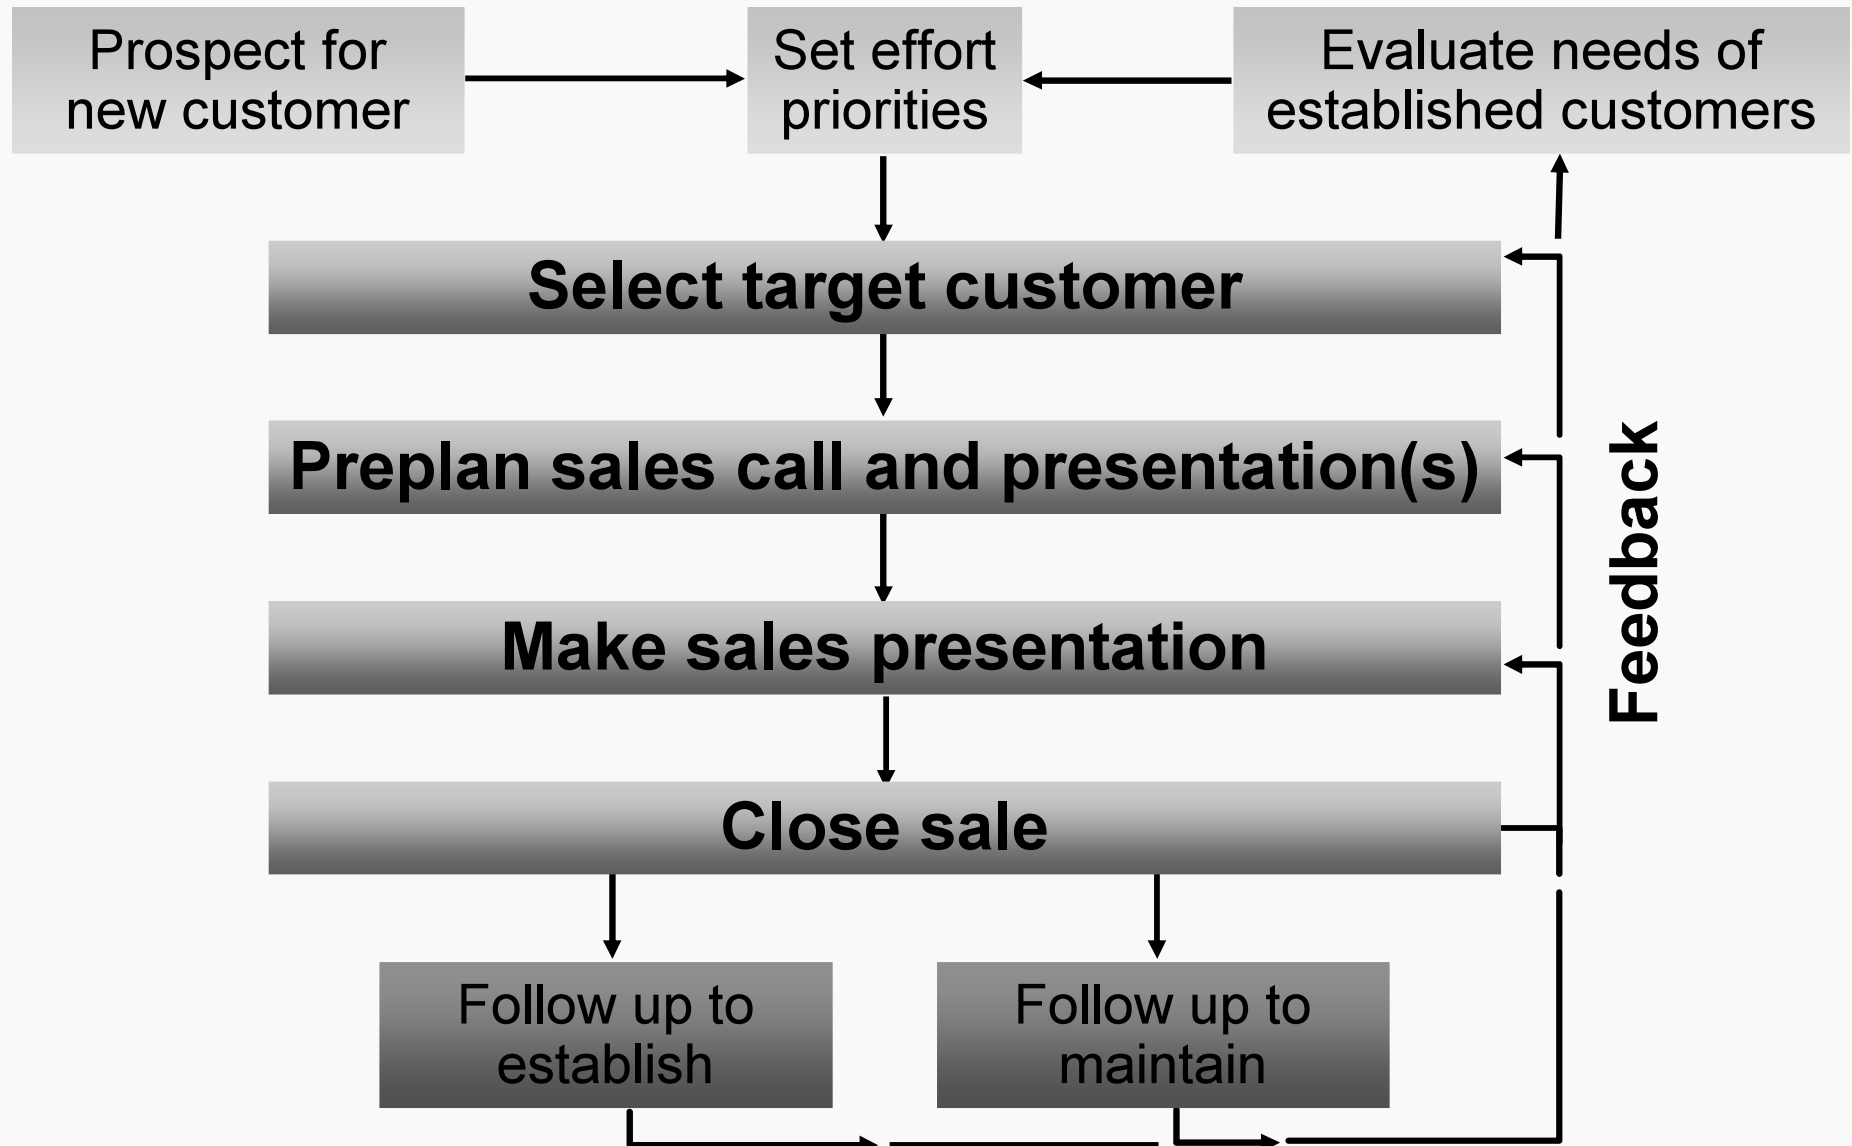 Prospect for
new customer
Set effort
priorities
Evaluate needs of
established customers
Select target customer
Preplan sales call and presentation(s)
Make sales presentation
Close sale
Feedback
Follow up to
establish
Follow up to
maintain